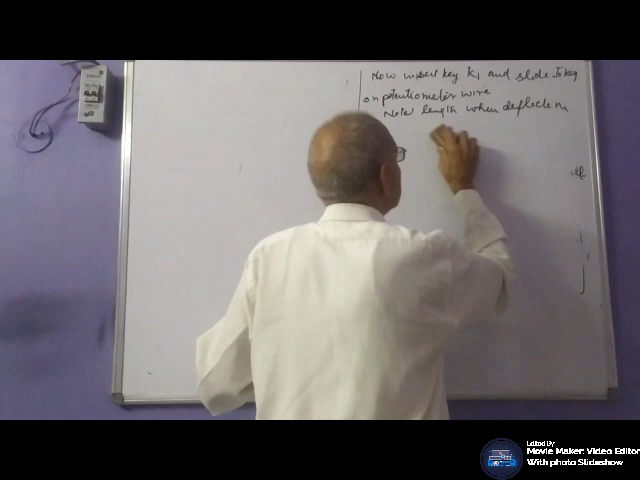 Now insert key K1 and slide Jokey
on potentiometer wire
Note length when deflection
Edited By
Movie Maker: Video Editor
With photo Slideshow